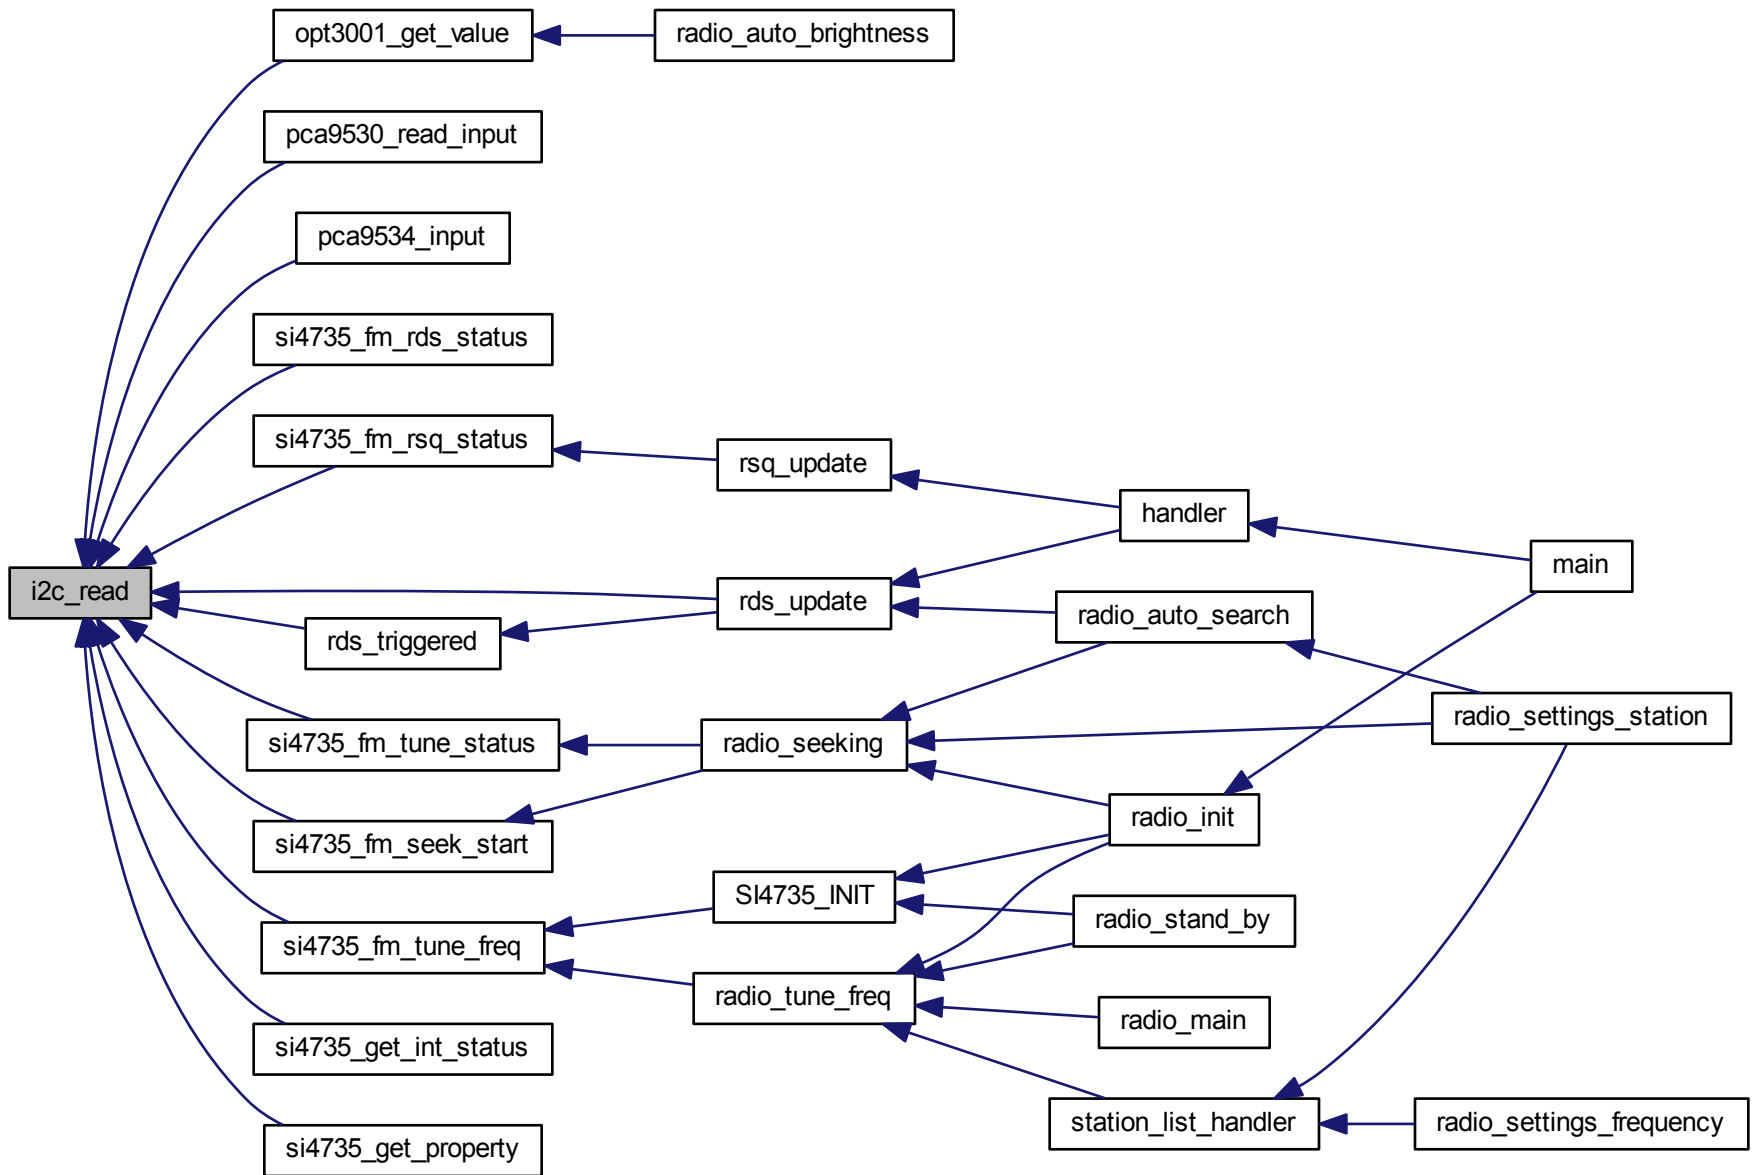 opt3001_get_value
radio_auto_brightness
pca9530_read_input
pca9534_input
si4735_fm_rds_status
si4735_fm_rsq_status
rsq_update
handler
main
i2c_read
rds_update
radio_auto_search
rds_triggered
radio_settings_station
si4735_fm_tune_status
radio_seeking
radio_init
si4735_fm_seek_start
SI4735_INIT
radio_stand_by
si4735_fm_tune_freq
radio_tune_freq
radio_main
si4735_get_int_status
station_list_handler
radio_settings_frequency
si4735_get_property